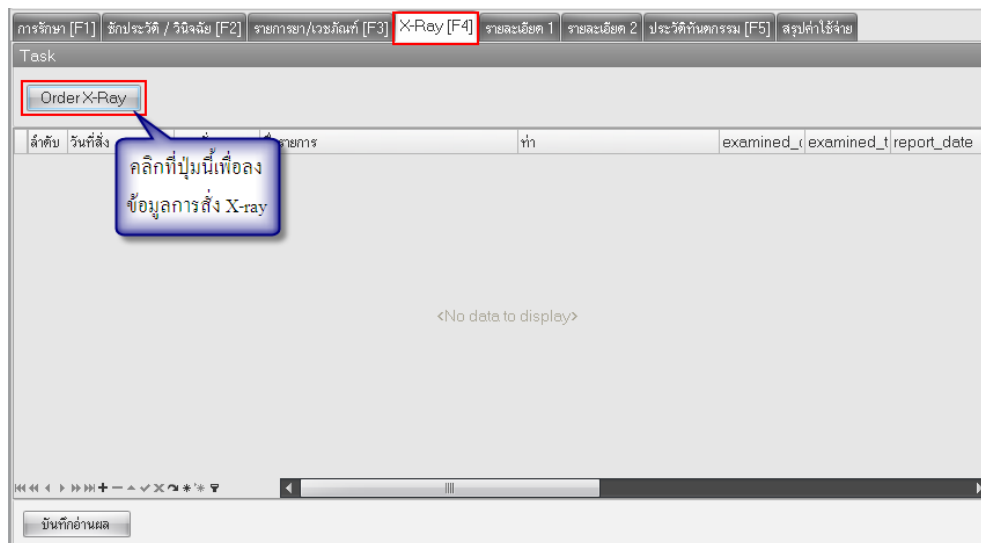 การรักษา [F1] ซักประวัติ / วินิจฉัย [F2] รายการยา/เวชภัณฑ์ [F3] X-Ray [F4] รายละเอียด 1 รายละเอียด 2 ประวัติทันตกรรม [F5] สรุปค่าใช้จ่าย
Task
Order X-Ray
ลำดับ วันที่สั่ง ท่า examined_ examined_t report_date
คลิกที่ปุ่มนี้เพื่อลง
ข้อมูลการสั่ง X-ray
<No data to display>
บันทึกอ่านผล